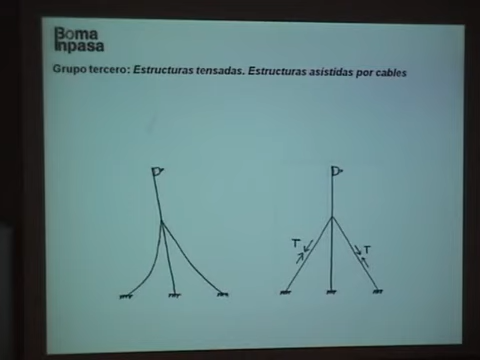 Boma
Inpasa
Grupo tercero: Estructuras tensadas. Estructuras asistidas por cables
T
T